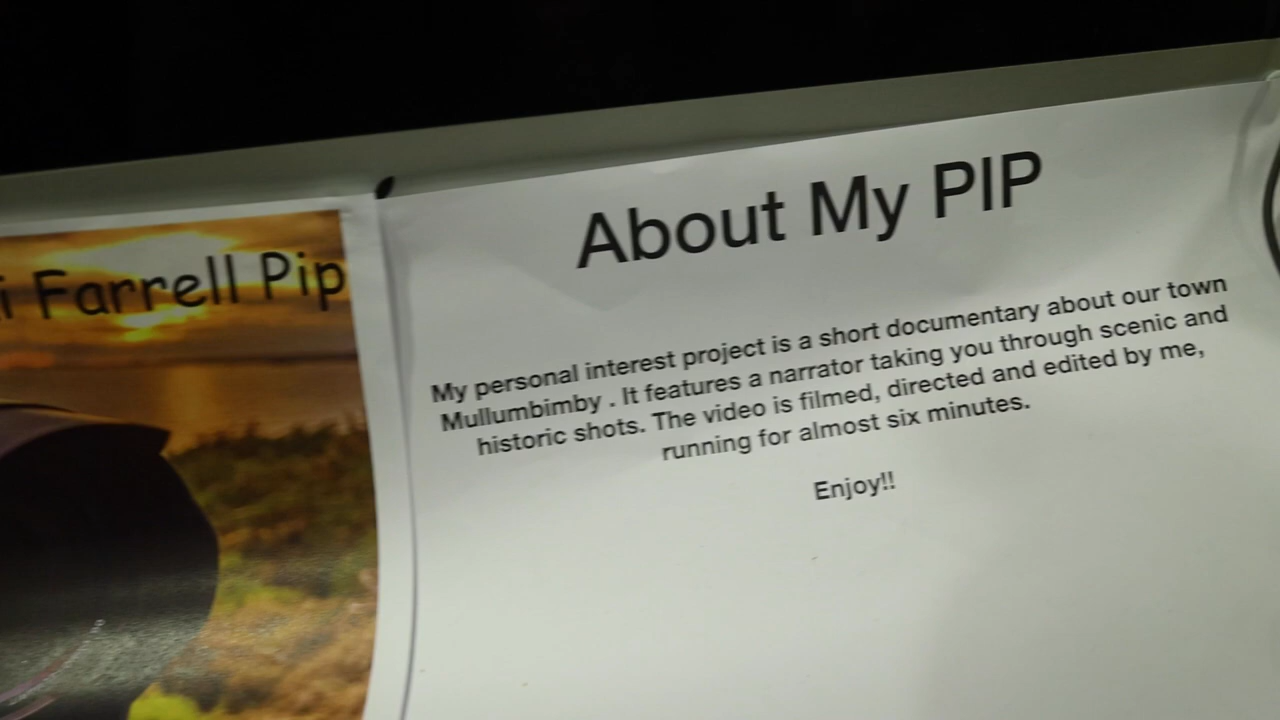 Farrell Pip
About My PIP
My personal interest project is a short documentary about our town
Mullumbimby . It features a narrator taking you through scenic and
historic shots. The video is filmed, directed and edited by me,
running for almost six minutes.
Enjoy!!